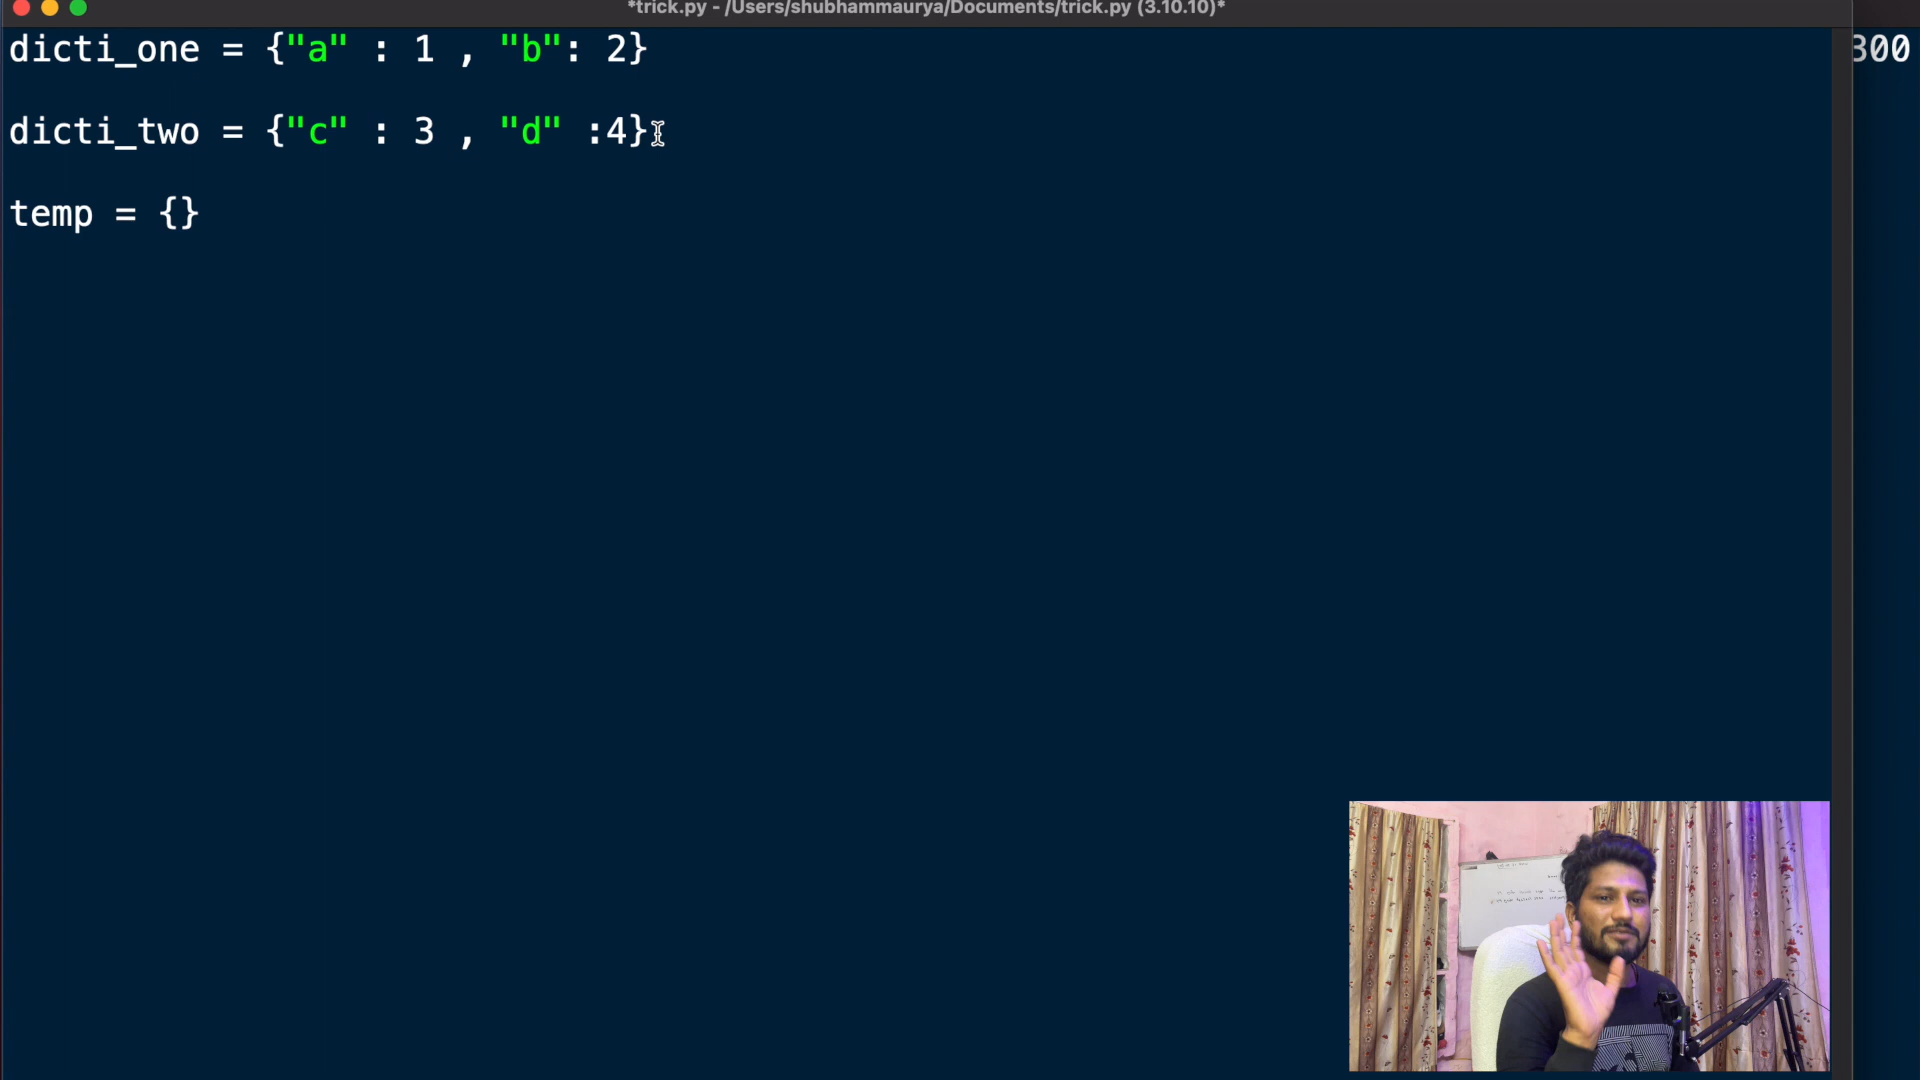 *trick.py - /Users/shubhammaurya/Documents/trick.py (3.10.10)*
dicti_one = {"a" : 1 , "b": 2}
300
dicti_two = {"c" : 3 , "d" :4}
temp = {}